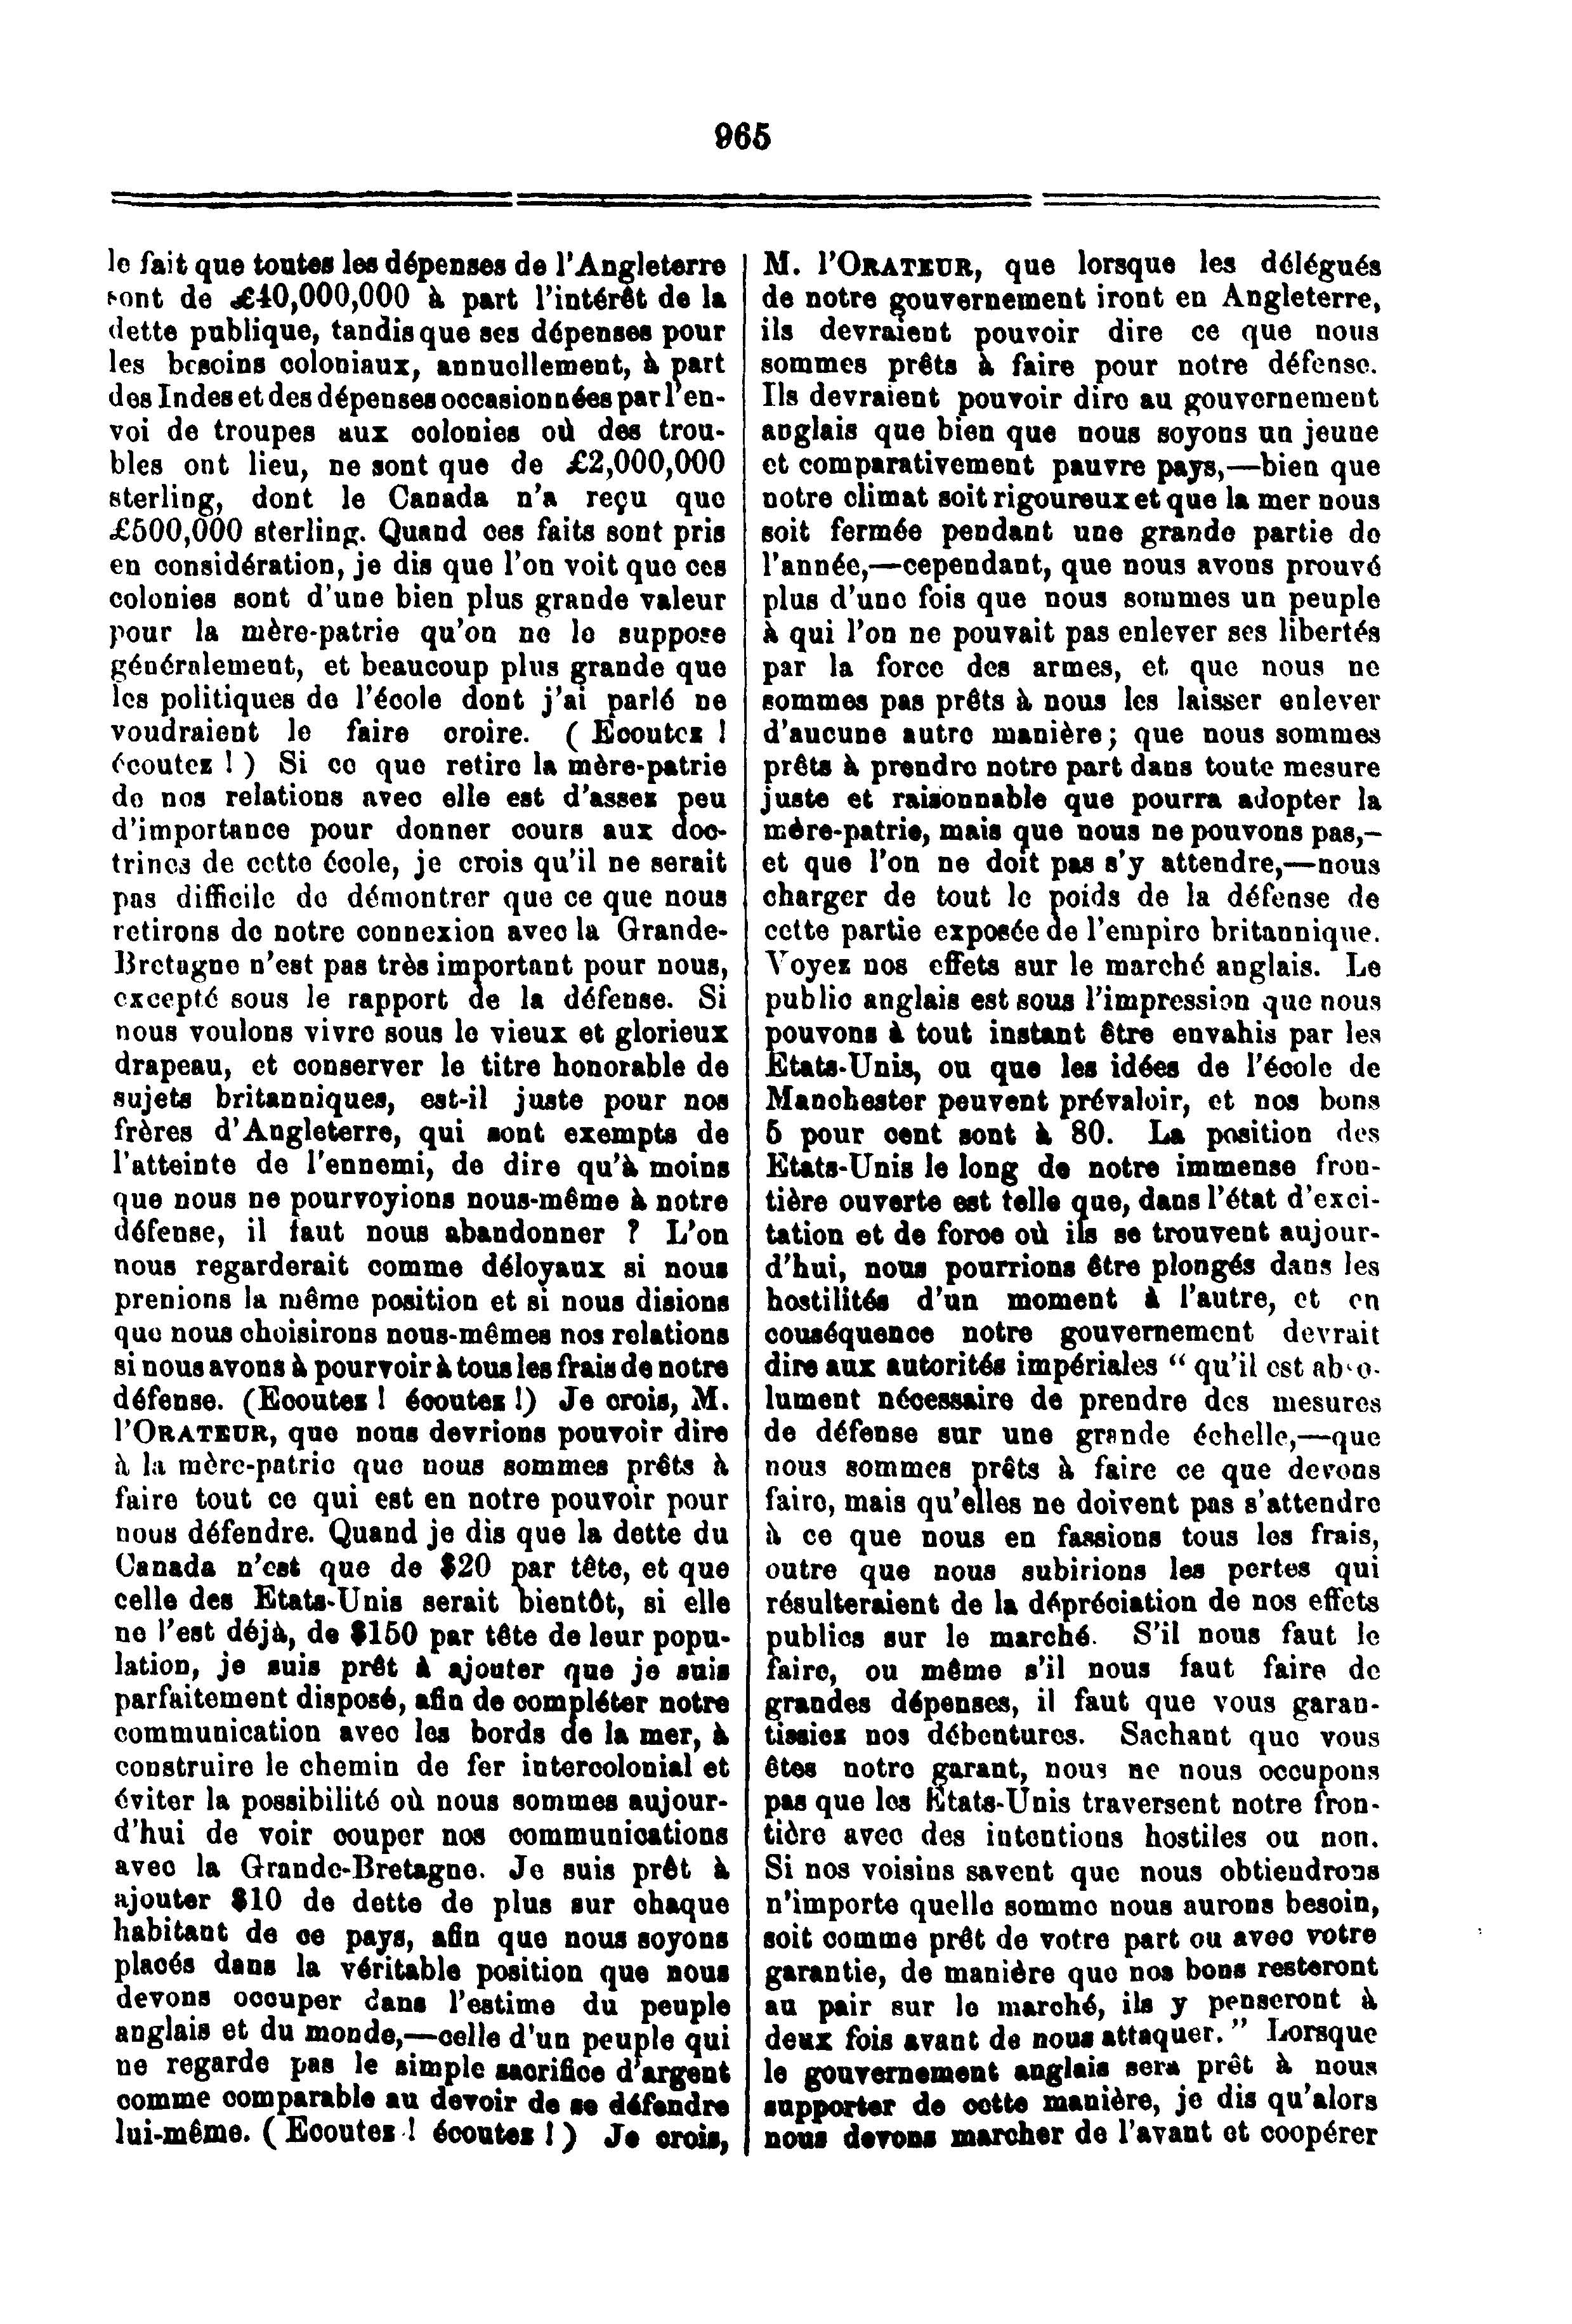 965
le fait que toutes les dépenses de l'Angleterre
sont de £40,000,000 à part l'intérêt de la
dette publique, tandis que ses dépenses pour
les besoins coloniaux, annuellement, à part
des Indes et des dépenses occasionnées par l'en-
voi de troupes aux colonies où des trou-
bles ont lieu, ne sont que de £2,000,000
sterling, dont le Canada n'a reçu que
£500,000 sterling. Quand ces faits sont pris
en considération, je dis que l'on voit que ces
colonies sont d'une bien plus grande valeur
pour la mère-patrie qu'on ne le suppose
généralement, et beaucoup plus grande que
les politiques de l'école dont j'ai parlé ne
voudraient le faire croire. ( Ecoutez !
écoutez ! ) Si ce que retire la mère-patrie
de nos relations avec elle est d'assez peu
d'importance pour donner cours aux doc-
trines de cette école, je crois qu'il ne serait
pas difficile de démontrer que ce que nous
retirons de notre connexion avec la Grande-
Bretagne n'est pas très important pour nous,
excepté sous le rapport de la défense. Si
nous voulons vivre sous le vieux et glorieux
drapeau, et conserver le titre honorable de
sujets britanniques, est-il juste pour nos
frères d'Angleterre, qui sont exempts de
l'atteinte de l'ennemi, de dire qu'à moins
que nous ne pourvoyions nous-même à notre
défense, il faut nous abandonner ? L'on
nous regarderait comme déloyaux si nous
prenions la même position et si nous disions
que nous choisirons nous-mêmes nos relations
si nous avons à pourvoir à tous les frais de notre
défense. (Ecoutez ! écoutez !) Je crois, M.
l'ORATEUR, que nous devrions pouvoir dire
à la mère-patrie que nous sommes prêts à
faire tout ce qui est en notre pouvoir pour
nous défendre. Quand je dis que la dette du
Canada n'est que de $20 par tête, et que
celle des Etats-Unis serait bientôt, si elle
ne l'est déjà, de $150 par tête de leur popu-
lation, je suis prêt à ajouter que je suis
parfaitement disposé, afin de compléter notre
communication avec les bords de la mer, à
construire le chemin de fer intercolonial et
éviter la possibilité où nous sommes aujour-
d'hui de voir couper nos communications
avec la Grande-Bretagne. Je suis prêt à
ajouter $10 de dette de plus sur chaque
habitant de ce pays, afin que nous soyons
placés dans la véritable position que nous
devons occuper dans l'estime du peuple
anglais et du monde,—celle d'un peuple qui
ne regarde pas le simple sacrifice d'argent
comme comparable au devoir de se défendre
lui-même. ( Ecoutez ! écoutez ! ) Je crois,
M. l'ORATEUR, que lorsque les délégués
de notre gouvernement iront en Angleterre,
ils devraient pouvoir dire ce que nous
sommes prêts à faire pour notre défense.
Ils devraient pouvoir dire au gouvernement
anglais que bien que nous soyons un jeune
et comparativement pauvre pays,—bien que
notre climat soit rigoureux et que la mer nous
soit fermée pendant une grande partie de
l'année,—cependant, que nous avons prouvé
plus d'une fois que nous sommes un peuple
à qui l'on ne pouvait pas enlever ses libertés
par la force des armes, et que nous ne
sommes pas prêts à nous les laisser enlever
d'aucune autre manière; que nous sommes
prêts à prendre notre part dans toute mesure
juste et raisonnable que pourra adopter la
mère-patrie, mais que nous ne pouvons pas,—
et que l'on ne doit pas s'y attendre,—nous
charger de tout le poids de la défense de
cette partie exposée de l'empire britannique.
Voyez nos effets sur le marché anglais. Le
public anglais est sous l'impression que nous
pouvons à tout instant être envahis par les
Etats-Unis, ou que les idées de l'école de
Manchester peuvent prévaloir, et nos bons
5 pour cent sont à 80. La position des
Etats-Unis le long de notre immense fron-
tière ouverte est telle que, dans l'état d'exci-
tation et de force où ils se trouvent aujour-
d'hui, nous pourrions être plongés dans les
hostilités d'un moment à l'autre, et en
conséquence notre gouvernement devrait
dire aux autorités impériales " qu'il est abso-
lument nécessaire de prendre des mesures
de défense sur une grande échelle,—que
nous sommes prêts à faire ce que devons
faire, mais qu'elles ne doivent pas s'attendre
à ce que nous en fassions tous les frais,
outre que nous subirions les pertes qui
résulteraient de la dépréciation de nos effets
publics sur le marché. S'il nous faut le
faire, ou même s'il nous faut faire de
grandes dépenses, il faut que vous garan-
tissiez nos débentures. Sachant que vous
êtes notre garant, nous ne nous occupons
pas que les Etats-Unis traversent notre fron-
tière avec des intentions hostiles ou non.
Si nos voisins savent que nous obtiendrons
n'importe quelle somme nous aurons besoin,
soit comme prêt de votre part ou avec votre
garantie, de manière que nos bons resteront
au pair sur le marché, ils y penseront à
deux fois avant de nous attaquer." Lorsque
le gouvernement anglais sera prêt à nous
supporter de cette manière, je dis qu'alors
nous devons marcher de l'avant et coopérer